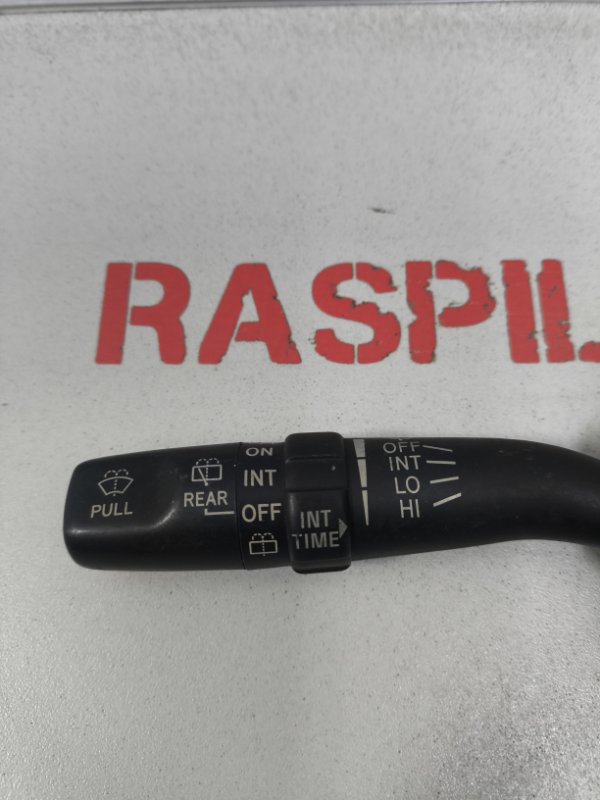 RASPIL
PULL
REAR
ON
INT
OFF
INT
TIME
OFF
INT
LO
HI